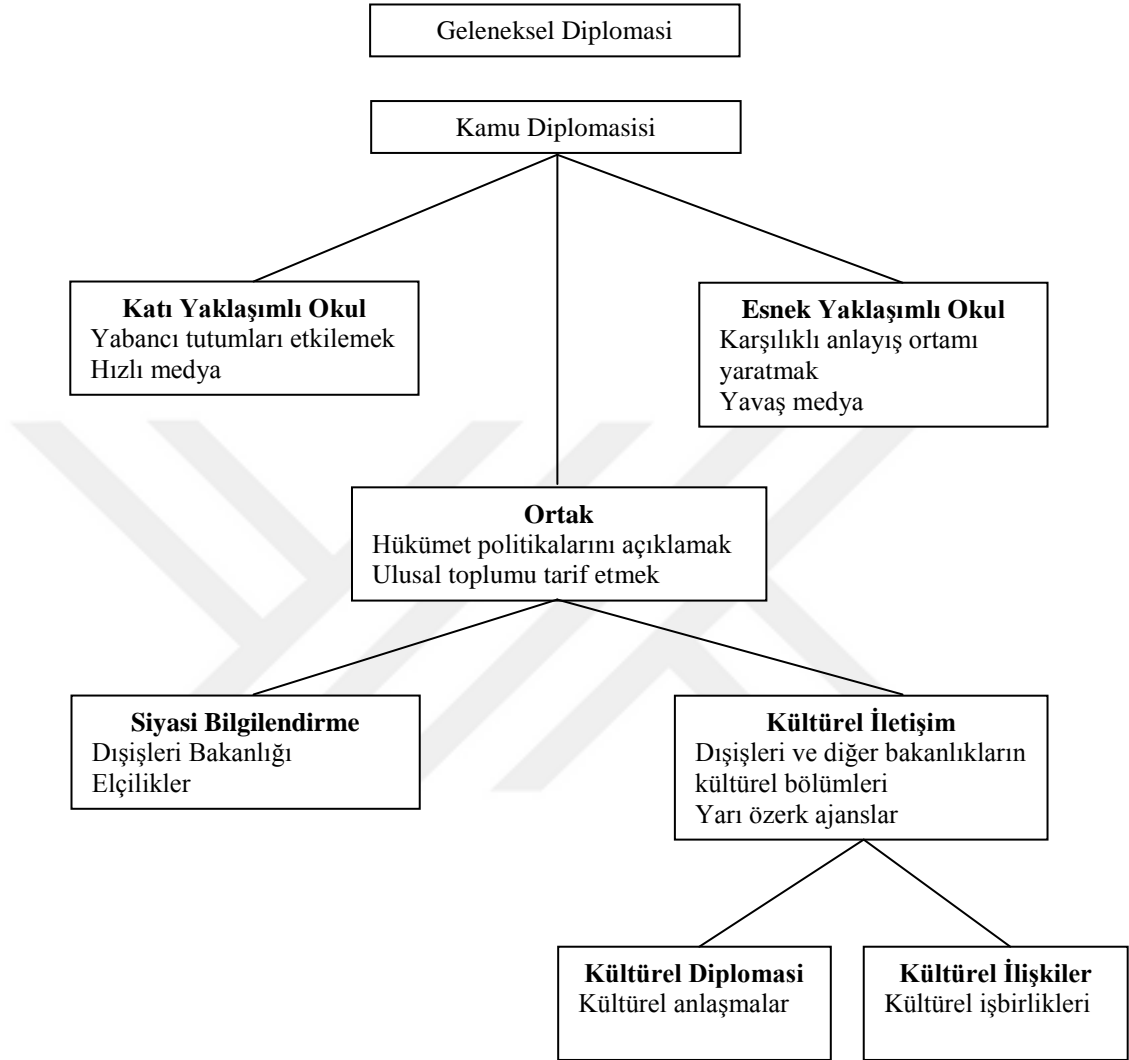 Geleneksel Diplomasi
Kamu Diplomasisi
Katı Yaklaşımlı Okul
Yabancı tutumları etkilemek
Hızlı medya
Esnek Yaklaşımlı Okul
Karşılıklı anlayış ortamı
yaratmak
Yavaş medya
Ortak
Hükümet politikalarını açıklamak
Ulusal toplumu tarif etmek
Siyasi Bilgilendirme
Dışişleri Bakanlığı
Elçilikler
Kültürel İletişim
Dışişleri ve diğer bakanlıkların
kültürel bölümleri
Yarı özerk ajanslar
Kültürel Diplomasi
Kültürel anlaşmalar
Kültürel İlişkiler
Kültürel işbirlikleri